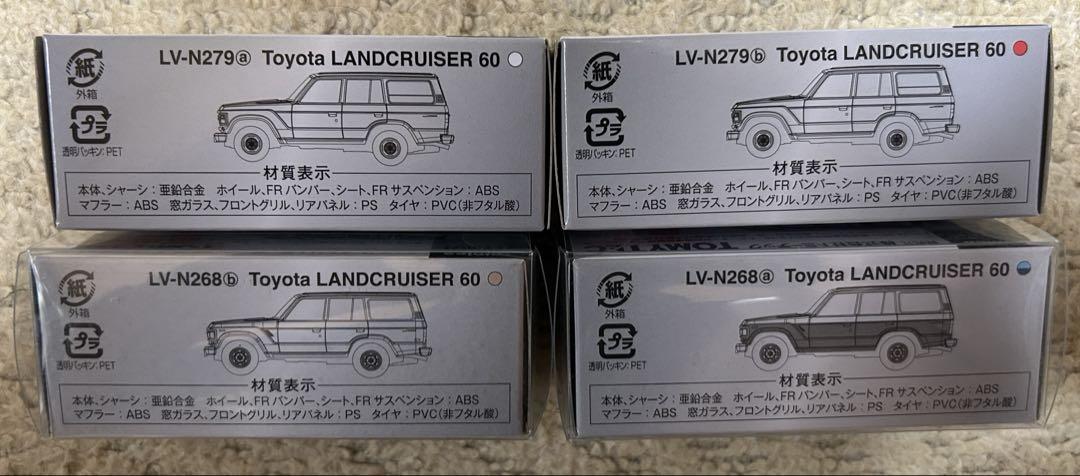 LV-N279ⓐ Toyota LANDCRUISER 60
紙
外箱
プラ
透明パッキン:PET
材質表示
本体、シャーシ:亜鉛合金 ホイール、FRバンパー、シート、FRサスペンション:ABS
マフラー:ABS 窓ガラス、フロントグリル、リアパネル:PS タイヤ:PVC(非フタル酸)
LV-N279ⓑ Toyota LANDCRUISER 60
紙
外箱
プラ
透明パッキン:PET
材質表示
本体、シャーシ:亜鉛合金 ホイール、FRバンパー、シート、FRサスペンション:ABS
マフラー:ABS 窓ガラス、フロントグリル、リアパネル:PS タイヤ:PVC(非フタル酸)
LV-N268ⓑ Toyota LANDCRUISER 60
紙
外箱
プラ
透明パッキン:PET
材質表示
本体、シャーシ:亜鉛合金 ホイール、FRバンパー、シート、FRサスペンション:ABS
マフラー:ABS 窓ガラス、フロントグリル、リアパネル:PS タイヤ:PVC(非フタル酸)
TOMYTEC
LV-N268ⓐ Toyota LANDCRUISER 60
紙
外箱
プラ
透明パッキン:PET
材質表示
本体、シャーシ:亜鉛合金 ホイール、FRバンパー、シート、FRサスペンション:ABS
マフラー:ABS 窓ガラス、フロントグリル、リアパネル:PS タイヤ:PVC(非フタル酸)